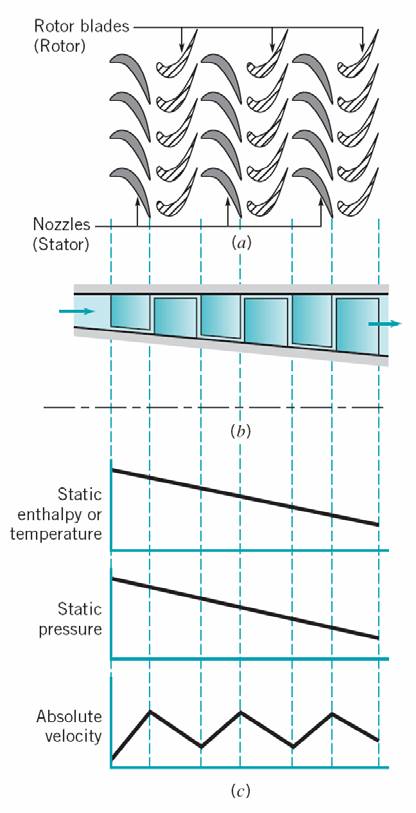 Rotor blades
(Rotor)
Nozzles
(Stator)
(a)
(b)
Static
enthalpy or
temperature
Static
pressure
Absolute
velocity
(c)